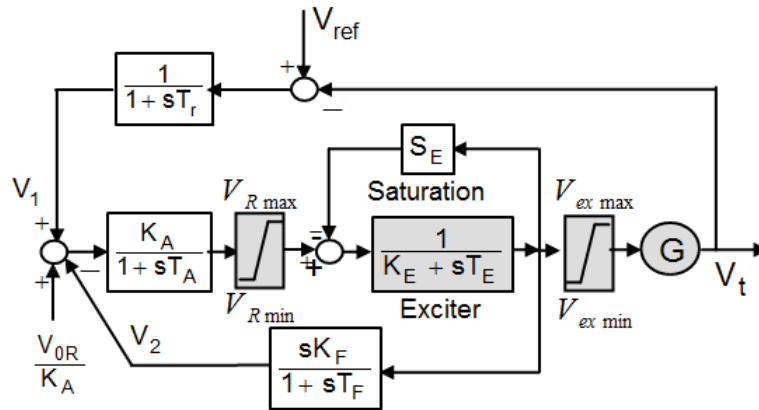 V_ref
+
−
1
1 + sT_r
S_E
Saturation
V_1
V_R max
V_ex max
+
−
+
K_A
1 + sT_A
=
+
1
K_E + sT_E
Exciter
G
V_t
V_R min
V_ex min
V_0R
K_A
V_2
sK_F
1 + sT_F